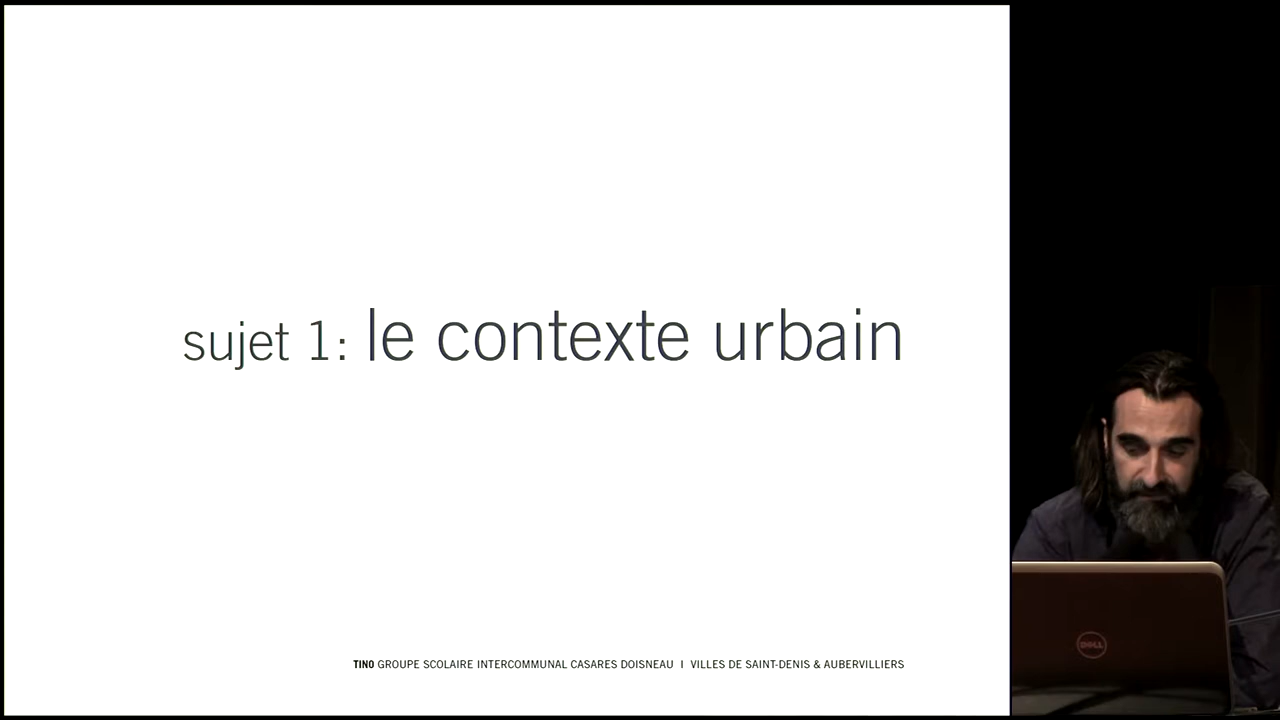 sujet 1: le contexte urbain
TINO GROUPE SCOLAIRE INTERCOMMUNAL CASARES DOISNEAU I VILLES DE SAINT-DENIS & AUBERVILLIERS
DELL